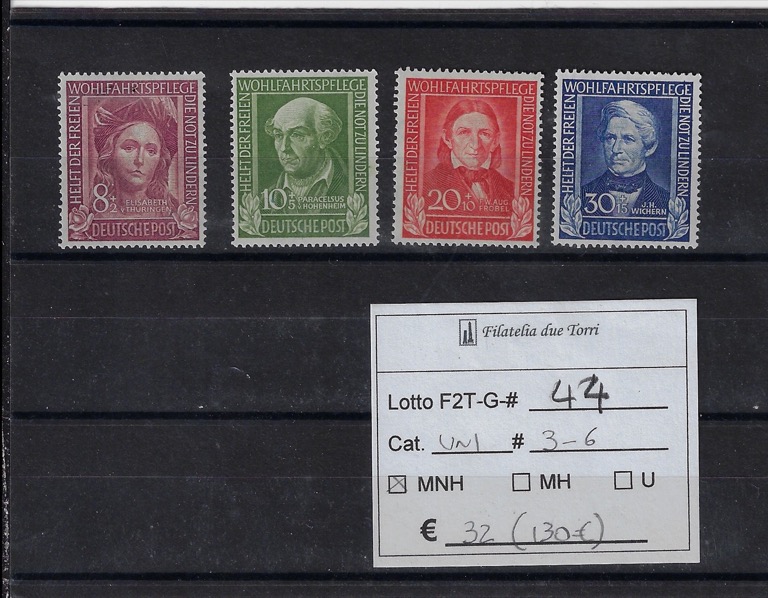 WOHLFAHRTSPFLEGE
HELFT DER FREIEN
DIE NOT ZU LINDERN
8+2
ELISABETH
V THÜRINGEN
DEUTSCHE POST
WOHLFAHRTSPFLEGE
HELFT DER FREIEN
DIE NOT ZU LINDERN
10+5
PARACELSUS
V HOHENHEIM
DEUTSCHE POST
WOHLFAHRTSPFLEGE
HELFT DER FREIEN
DIE NOT ZU LINDERN
20+10
F.W. AUG
FRÖBEL
DEUTSCHE POST
WOHLFAHRTSPFLEGE
HELFT DER FREIEN
DIE NOT ZU LINDERN
30+15
J.H.
WICHERN
DEUTSCHE POST
Filatelia due Torri
Lotto F2T-G-# 44
Cat. UNI # 3-6
MNH MH U
€ 32 (130€)